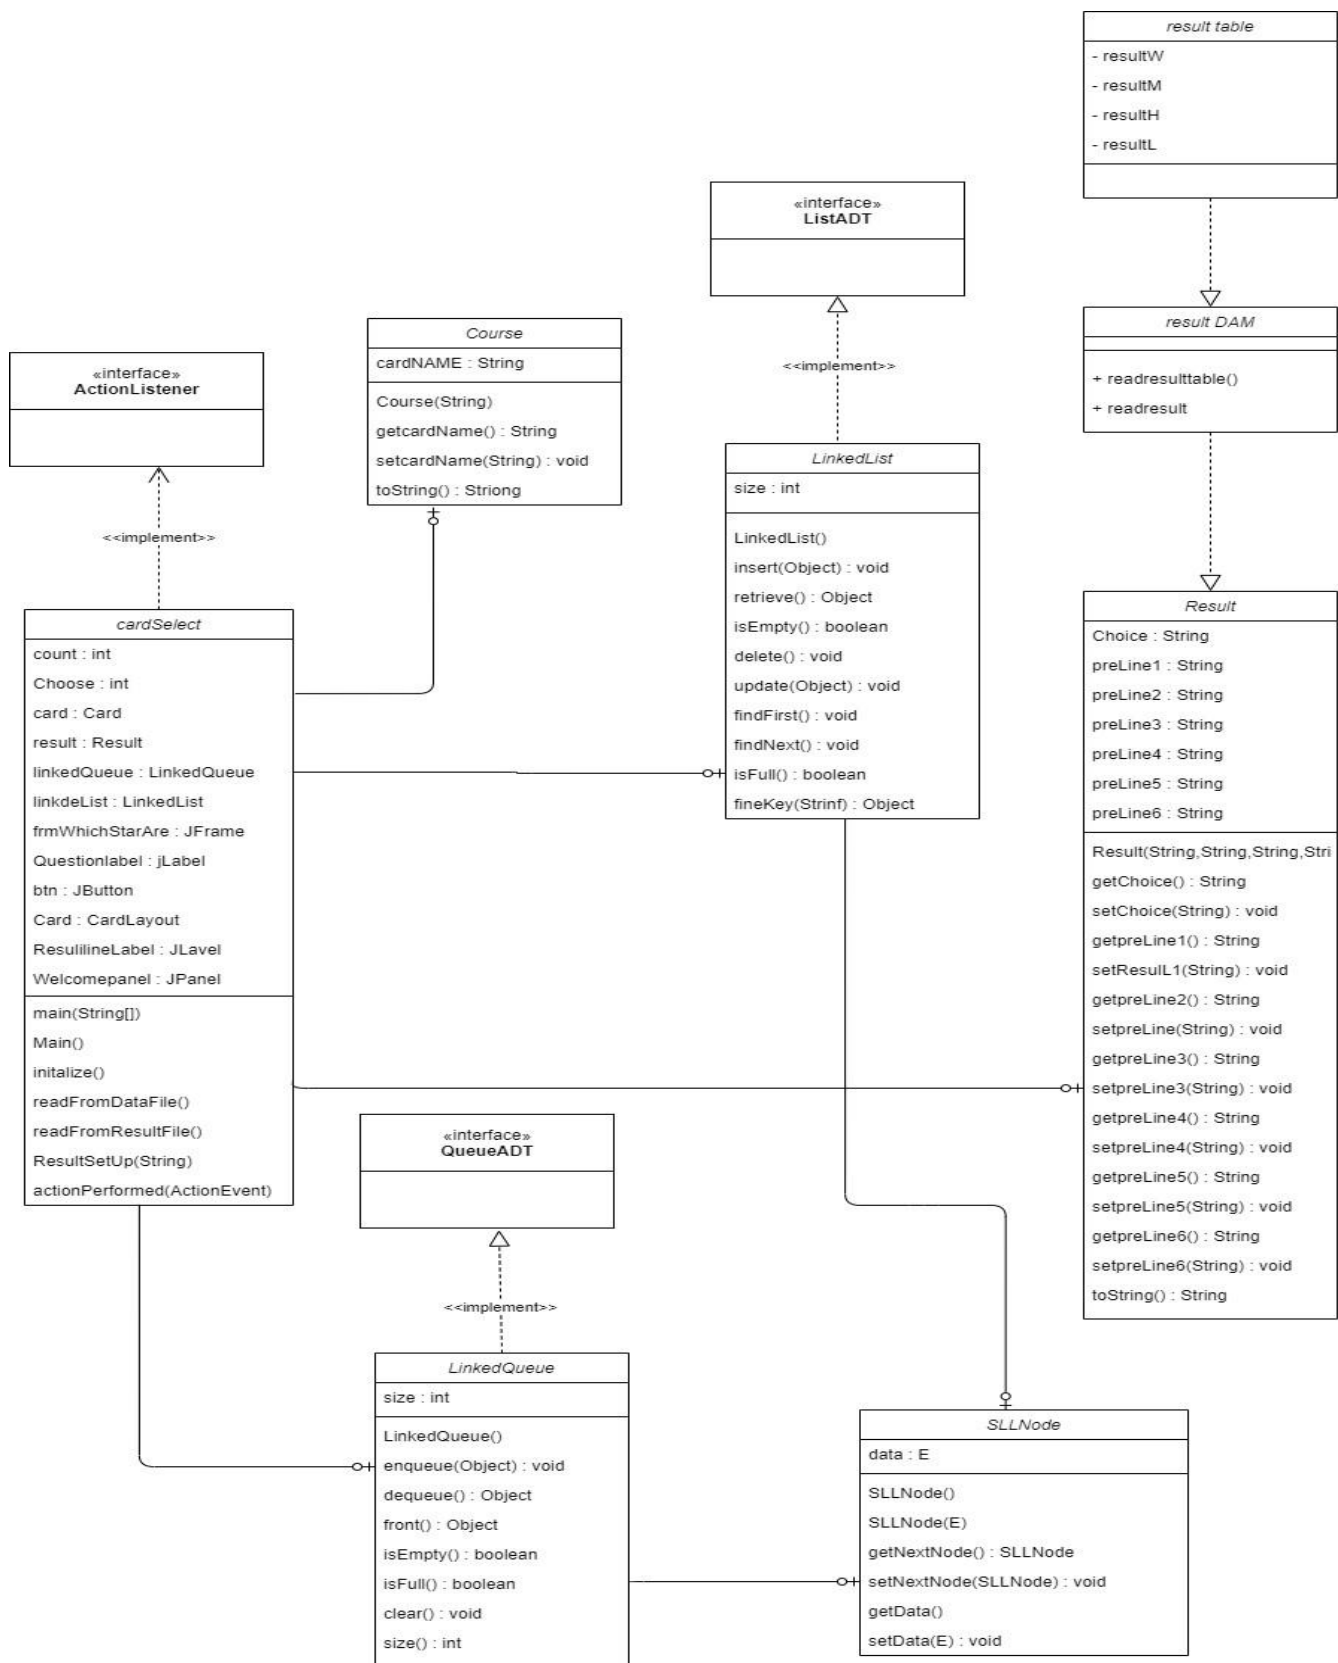 result table
- resultW
- resultM
- resultH
- resultL
«interface»
ListADT
result DAM
+ readresulttable()
+ readresult
Course
cardNAME : String
Course(String)
getcardName() : String
setcardName(String) : void
toString() : Striong
«interface»
ActionListener
<<implement>>
<<implement>>
LinkedList
size : int
LinkedList()
insert(Object) : void
retrieve() : Object
isEmpty() : boolean
delete() : void
update(Object) : void
findFirst() : void
findNext() : void
isFull() : boolean
fineKey(Strinf) : Object
cardSelect
count : int
Choose : int
card : Card
result : Result
linkedQueue : LinkedQueue
linkdeList : LinkedList
frmWhichStarAre : JFrame
Questionlabel : jLabel
btn : JButton
Card : CardLayout
ResulilineLabel : JLavel
Welcomepanel : JPanel
main(String[])
Main()
initalize()
readFromDataFile()
readFromResultFile()
ResultSetUp(String)
actionPerformed(ActionEvent)
Result
Choice : String
preLine1 : String
preLine2 : String
preLine3 : String
preLine4 : String
preLine5 : String
preLine6 : String
Result(String,String,String,Stri
getChoice() : String
setChoice(String) : void
getpreLine1() : String
setResulL1(String) : void
getpreLine2() : String
setpreLine(String) : void
getpreLine3() : String
setpreLine3(String) : void
getpreLine4() : String
setpreLine4(String) : void
getpreLine5() : String
setpreLine5(String) : void
getpreLine6() : String
setpreLine6(String) : void
toString() : String
«interface»
QueueADT
<<implement>>
LinkedQueue
size : int
LinkedQueue()
enqueue(Object) : void
dequeue() : Object
front() : Object
isEmpty() : boolean
isFull() : boolean
clear() : void
size() : int
SLLNode
data : E
SLLNode()
SLLNode(E)
getNextNode() : SLLNode
setNextNode(SLLNode) : void
getData()
setData(E) : void